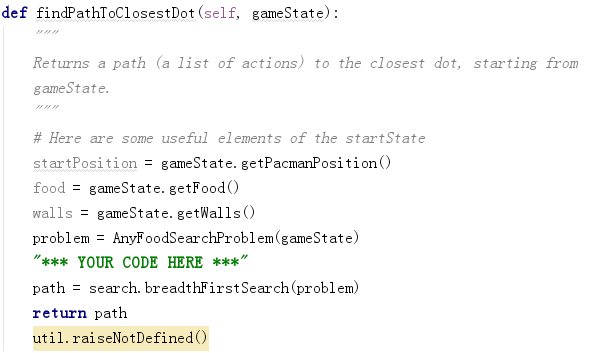 def findPathToClosestDot(self, gameState):
"""
Returns a path (a list of actions) to the closest dot, starting from
gameState.
"""
# Here are some useful elements of the startState
startPosition = gameState.getPacmanPosition()
food = gameState.getFood()
walls = gameState.getWalls()
problem = AnyFoodSearchProblem(gameState)
"*** YOUR CODE HERE ***"
path = search.breadthFirstSearch(problem)
return path
util.raiseNotDefined()